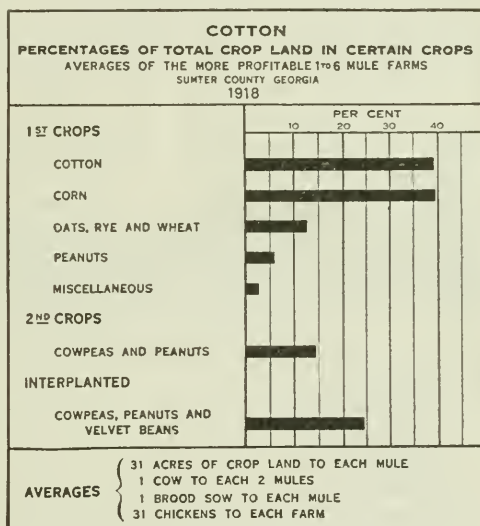 COTTON
PERCENTAGES OF TOTAL CROP LAND IN CERTAIN CROPS
AVERAGES OF THE MORE PROFITABLE 1 TO 6 MULE FARMS
SUMTER COUNTY GEORGIA
1918
PER CENT
10 20 30 40
1ST CROPS
COTTON
CORN
OATS, RYE AND WHEAT
PEANUTS
MISCELLANEOUS
2ND CROPS
COWPEAS AND PEANUTS
INTERPLANTED
COWPEAS, PEANUTS AND
VELVET BEANS
AVERAGES
31 ACRES OF CROP LAND TO EACH MULE
1 COW TO EACH 2 MULES
1 BROOD SOW TO EACH MULE
31 CHICKENS TO EACH FARM